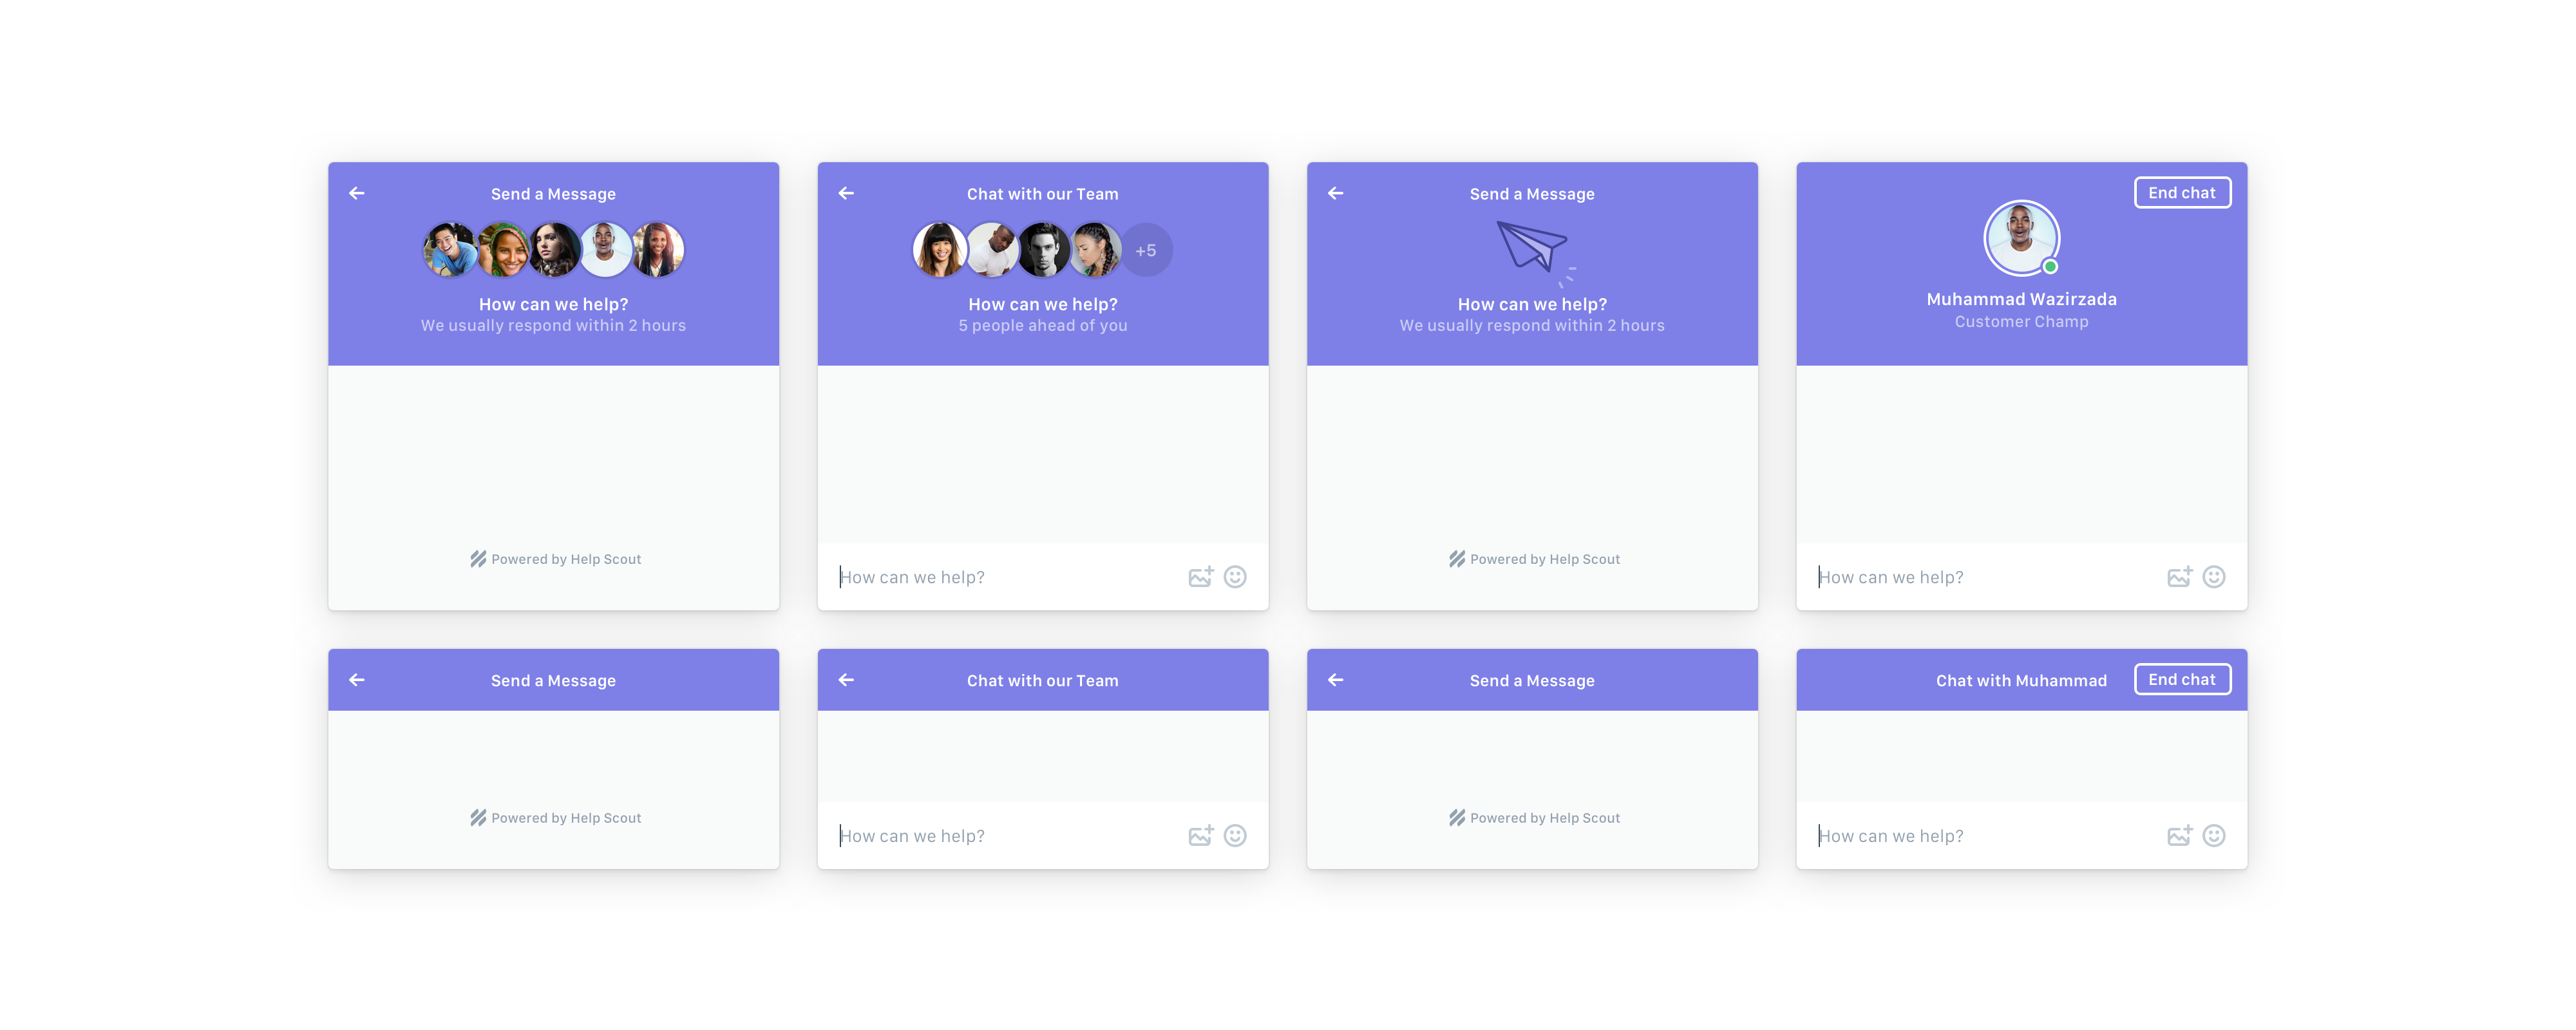 Send a Message
How can we help?
We usually respond within 2 hours
Powered by Help Scout
Chat with our Team
+5
How can we help?
5 people ahead of you
How can we help?
Send a Message
How can we help?
We usually respond within 2 hours
Powered by Help Scout
End chat
Muhammad Wazirzada
Customer Champ
How can we help?
Send a Message
Powered by Help Scout
Chat with our Team
How can we help?
Send a Message
Powered by Help Scout
Chat with Muhammad
End chat
How can we help?